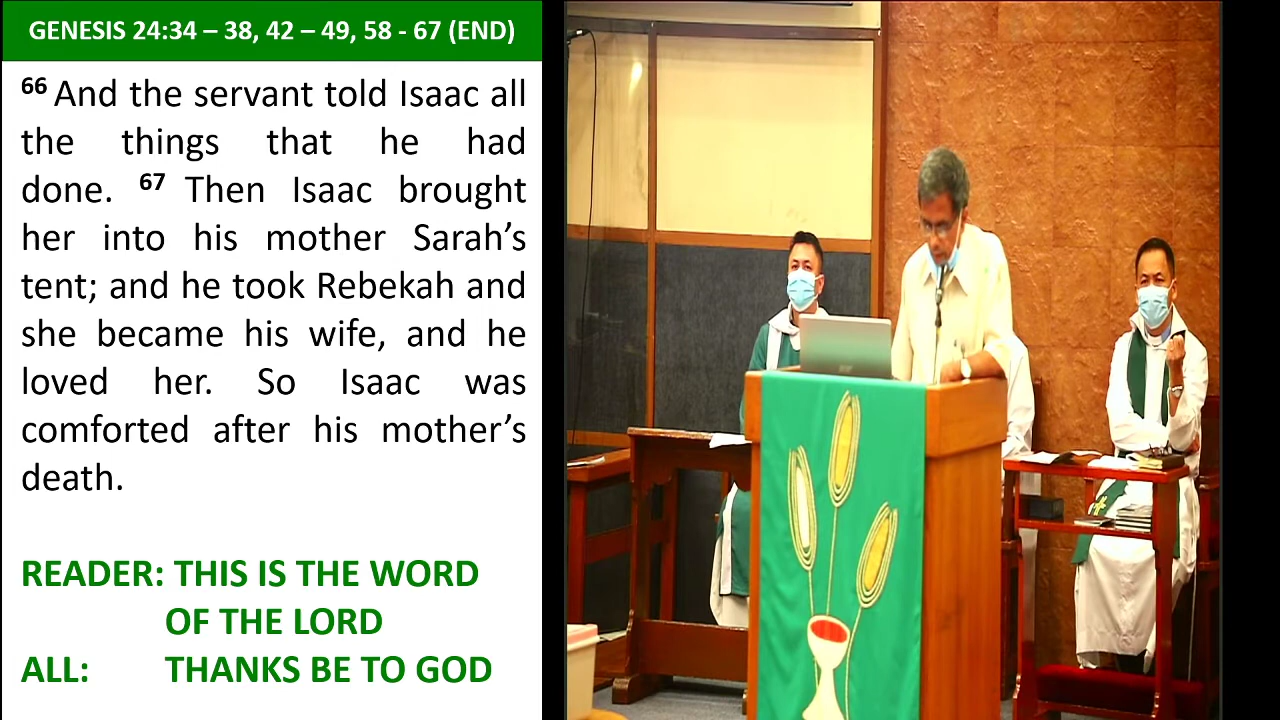 GENESIS 24:34 – 38, 42 – 49, 58 - 67 (END)
66 And the servant told Isaac all
the things that he had
done. 67 Then Isaac brought
her into his mother Sarah’s
tent; and he took Rebekah and
she became his wife, and he
loved her. So Isaac was
comforted after his mother’s
death.
READER: THIS IS THE WORD
OF THE LORD
ALL: THANKS BE TO GOD